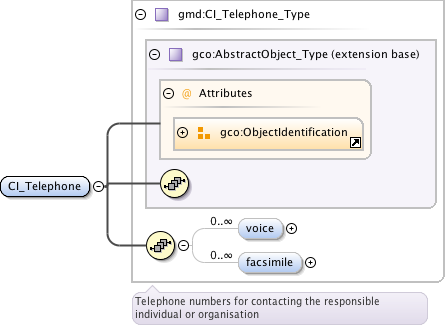 gmd:CI_Telephone_Type
gco:AbstractObject_Type (extension base)
@ Attributes
gco:ObjectIdentification
CI_Telephone
0..∞
voice
0..∞
facsimile
Telephone numbers for contacting the responsible
individual or organisation